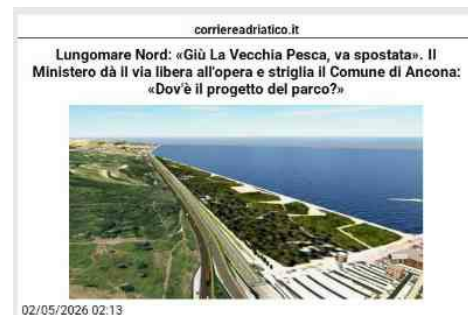 corriereadriatico.it
Lungomare Nord: «Giù La Vecchia Pesca, va spostata». Il
Ministero dà il via libera all'opera e striglia il Comune di Ancona:
«Dov'è il progetto del parco?»
02/05/2026 02:13